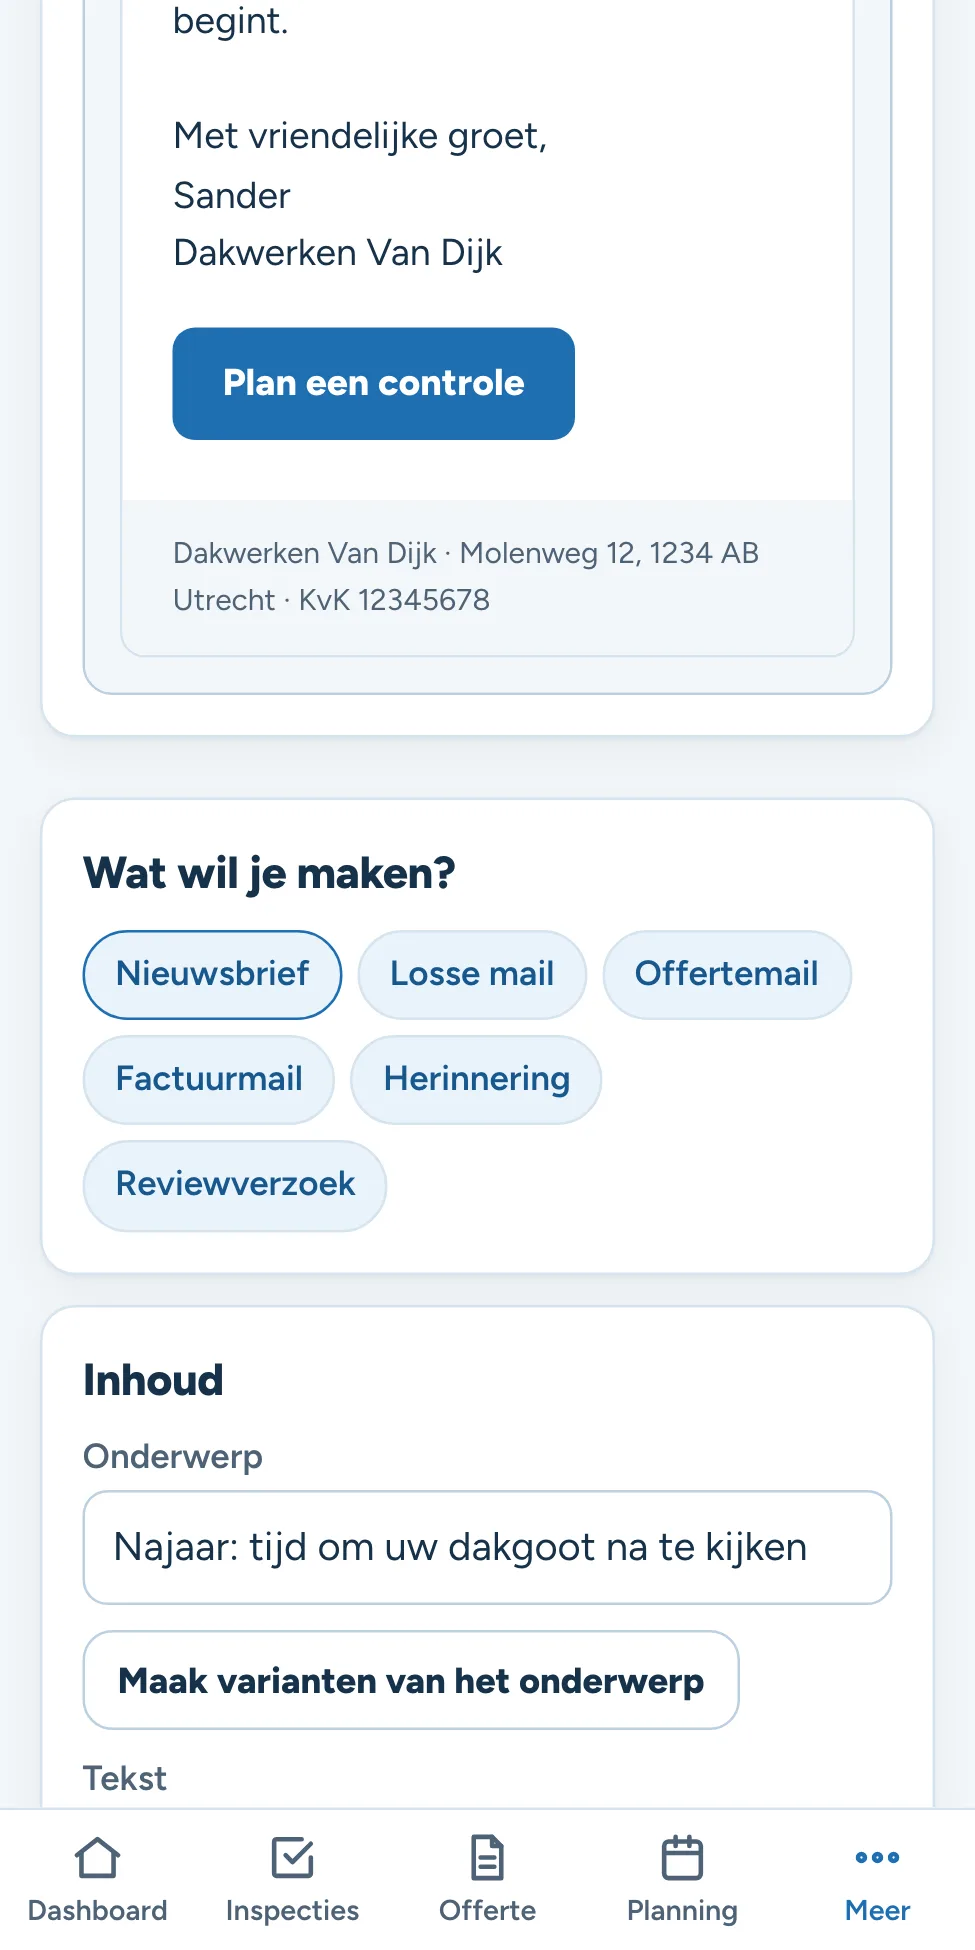 begint.
Met vriendelijke groet,
Sander
Dakwerken Van Dijk
Plan een controle
Dakwerken Van Dijk · Molenweg 12, 1234 AB
Utrecht · KvK 12345678
Wat wil je maken?
Nieuwsbrief
Losse mail
Offertemail
Factuurmail
Herinnering
Reviewverzoek
Inhoud
Onderwerp
Najaar: tijd om uw dakgoot na te kijken
Maak varianten van het onderwerp
Tekst
Dashboard
Inspecties
Offerte
Planning
Meer